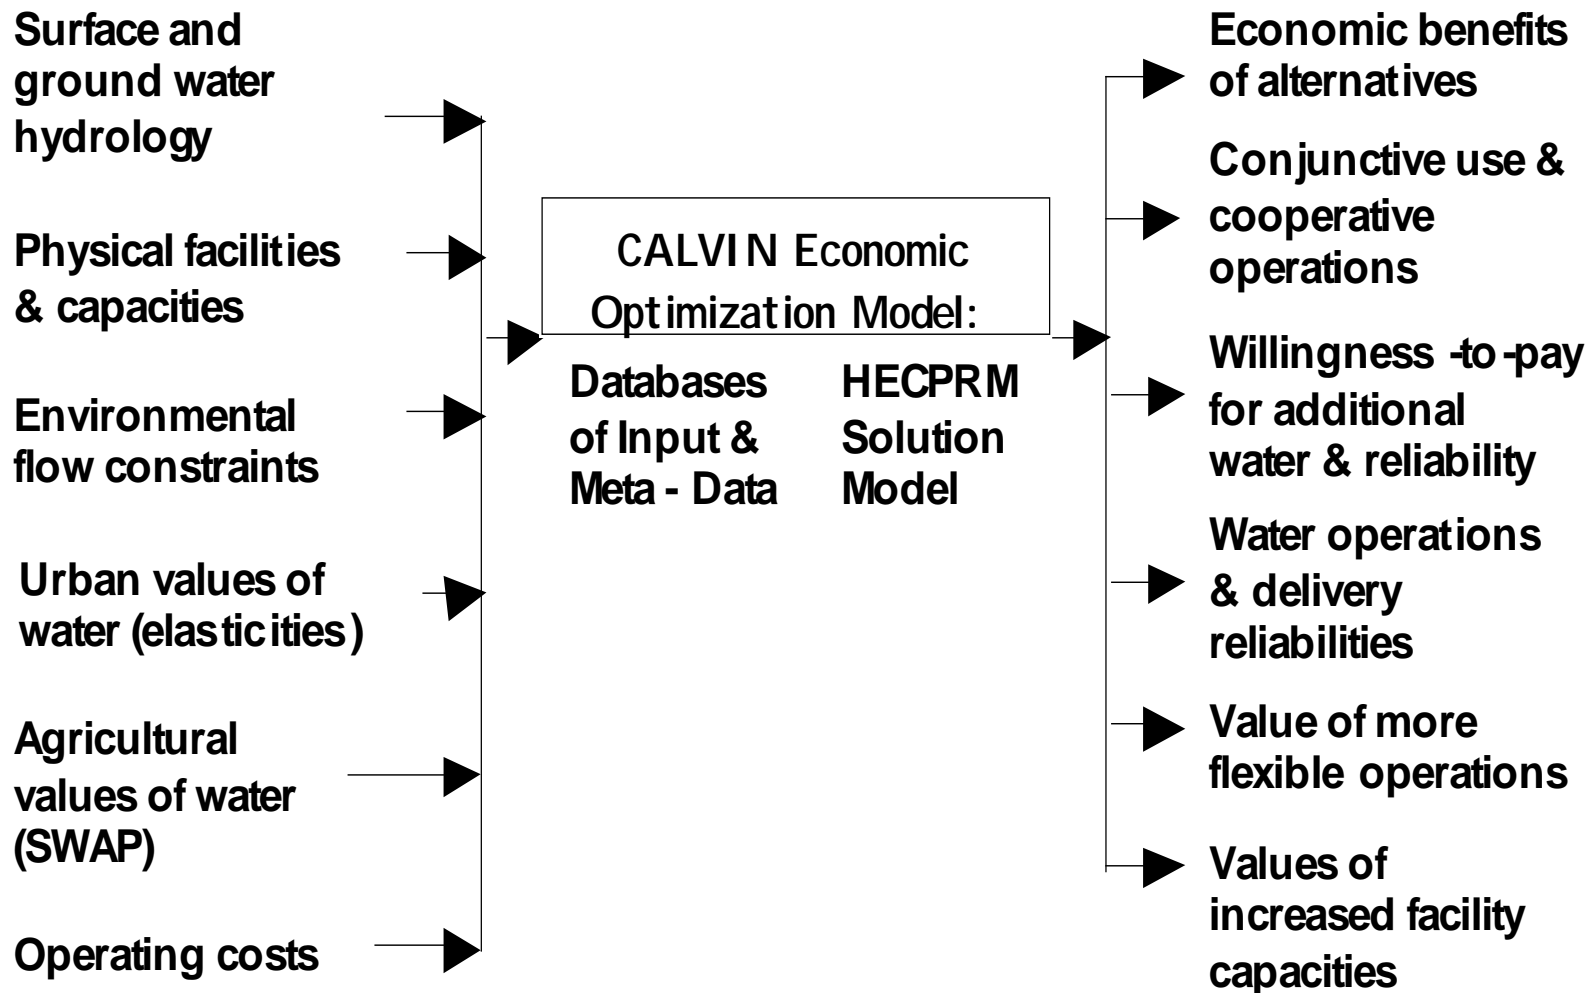 Surface and
ground water
hydrology
Physical facilities
& capacities
Environmental
flow constraints
Urban values of
water (elasticities)
Agricultural
values of water
(SWAP)
Operating costs
CALVIN Economic
Optimization Model:
Databases
of Input &
Meta - Data
HECPRM
Solution
Model
Economic benefits
of alternatives
Conjunctive use &
cooperative
operations
Willingness -to-pay
for additional
water & reliability
Water operations
& delivery
reliabilities
Value of more
flexible operations
Values of
increased facility
capacities